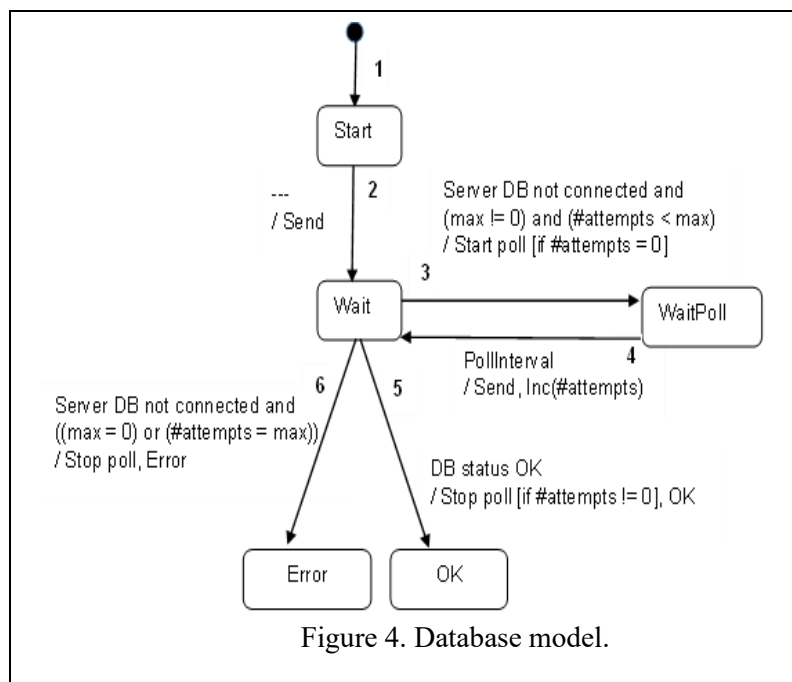 1
Start
2
---
/ Send
Server DB not connected and
(max != 0) and (#attempts < max)
/ Start poll [if #attempts = 0]
3
Wait
WaitPoll
4
PollInterval
/ Send, Inc(#attempts)
6
5
Server DB not connected and
((max = 0) or (#attempts = max))
/ Stop poll, Error
DB status OK
/ Stop poll [if #attempts != 0], OK
Error
OK
Figure 4. Database model.